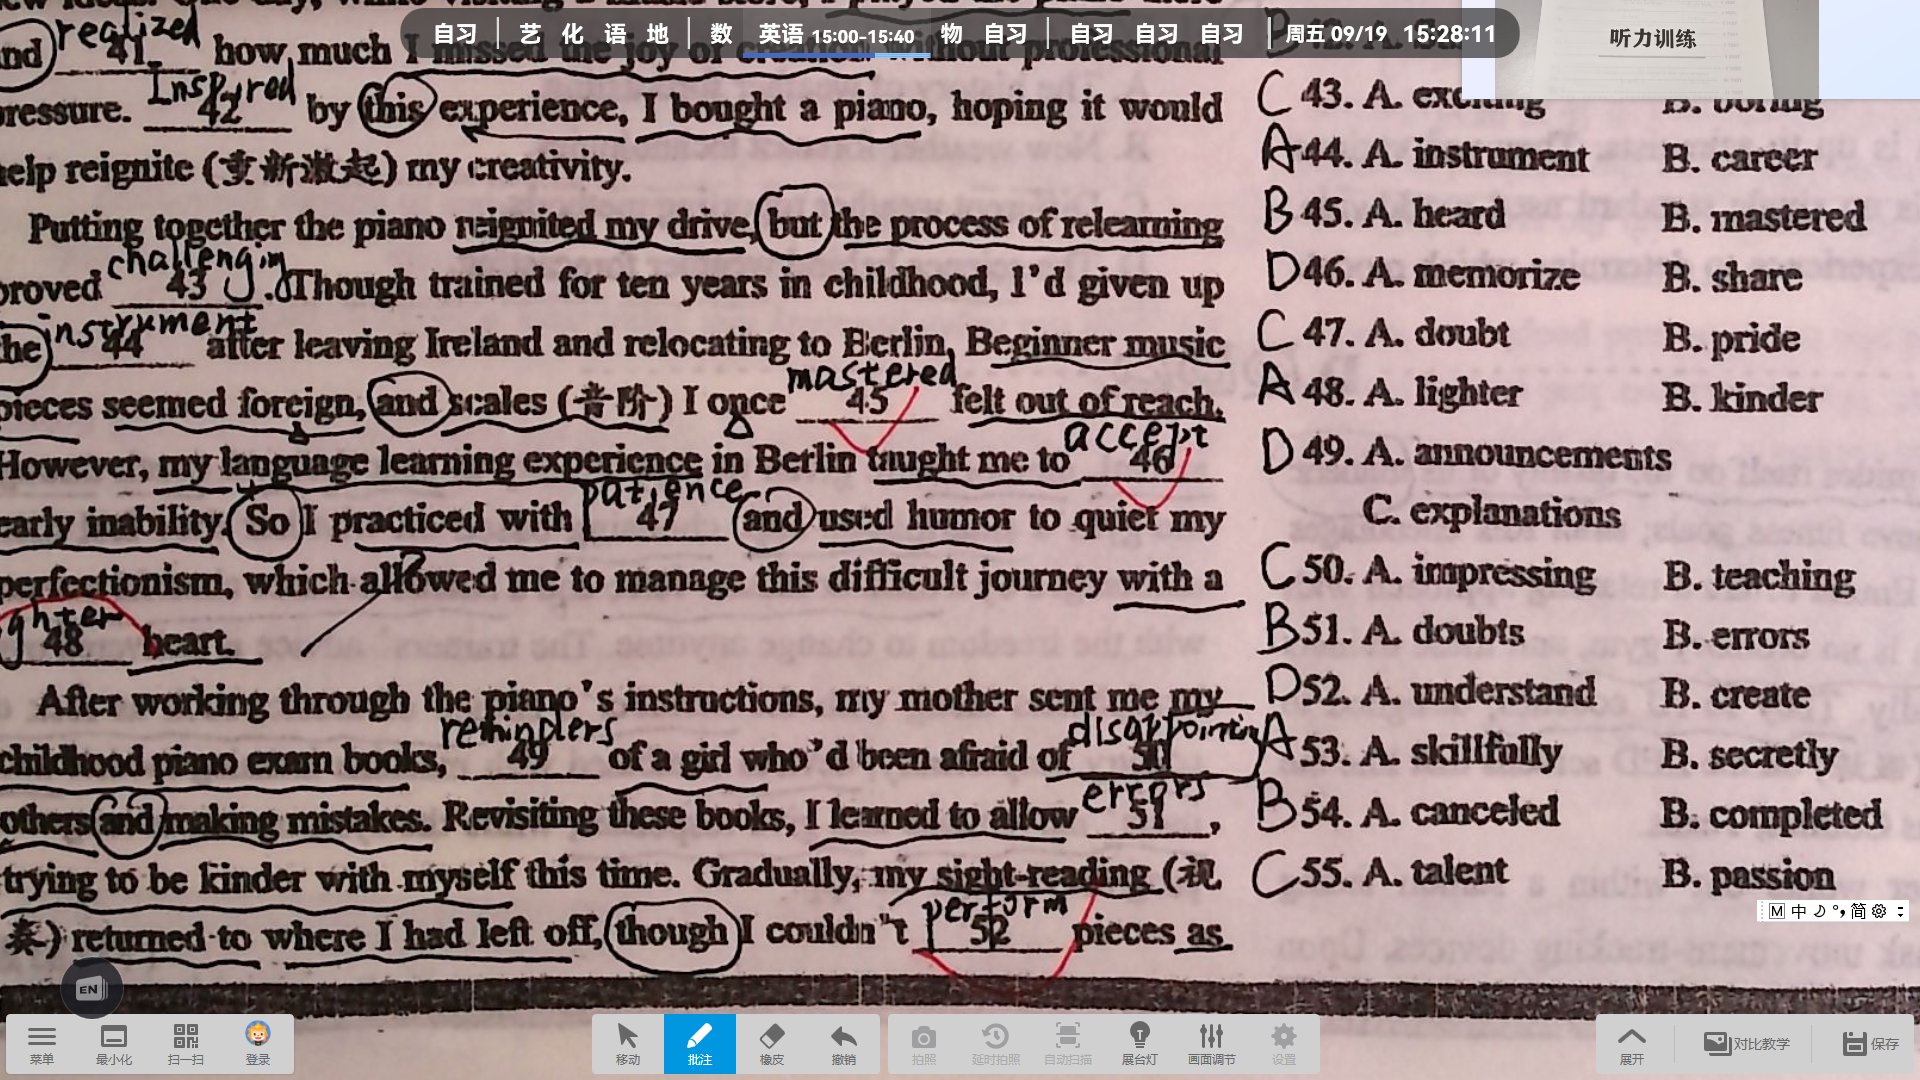 自习 艺 化 语 地 数 英语 15:00-15:40 物 自习 自习 自习 自习 周五 09/19 15:28:11
听力训练
realized
and 41 how much I missed the joy of creation without professional
Inspired
pressure. 42 by this experience, I bought a piano, hoping it would
help reignite (重新激起) my creativity.
Putting together the piano reignited my drive, but the process of relearning
challenging
proved 43. Though trained for ten years in childhood, I'd given up
instrument
the 44 after leaving Ireland and relocating to Berlin. Beginner music
mastered
pieces seemed foreign, and scales (音阶) I once 45 felt out of reach.
accept
However, my language learning experience in Berlin taught me to 46
patience
early inability. So I practiced with 47 and used humor to quiet my
perfectionism, which allowed me to manage this difficult journey with a
ghter
48 heart.
After working through the piano's instructions, my mother sent me my
reminders disappointing
childhood piano exam books, 49 of a girl who'd been afraid of 50
errors
others and making mistakes. Revisiting these books, I learned to allow 51,
trying to be kinder with myself this time. Gradually, my sight-reading (视
perform
奏) returned to where I had left off, though I couldn't 52 pieces as
C 43. A. exciting B. boring
A 44. A. instrument B. career
B 45. A. heard B. mastered
D 46. A. memorize B. share
C 47. A. doubt B. pride
A 48. A. lighter B. kinder
D 49. A. announcements
C. explanations
C 50. A. impressing B. teaching
B 51. A. doubts B. errors
D 52. A. understand B. create
A 53. A. skillfully B. secretly
B 54. A. canceled B. completed
C 55. A. talent B. passion
M 中 简
EN
菜单 最小化 扫一扫 登录 移动 批注 橡皮 撤销 拍照 延时拍照 自动扫描 展台灯 画面调节 设置 展开 对比教学 保存